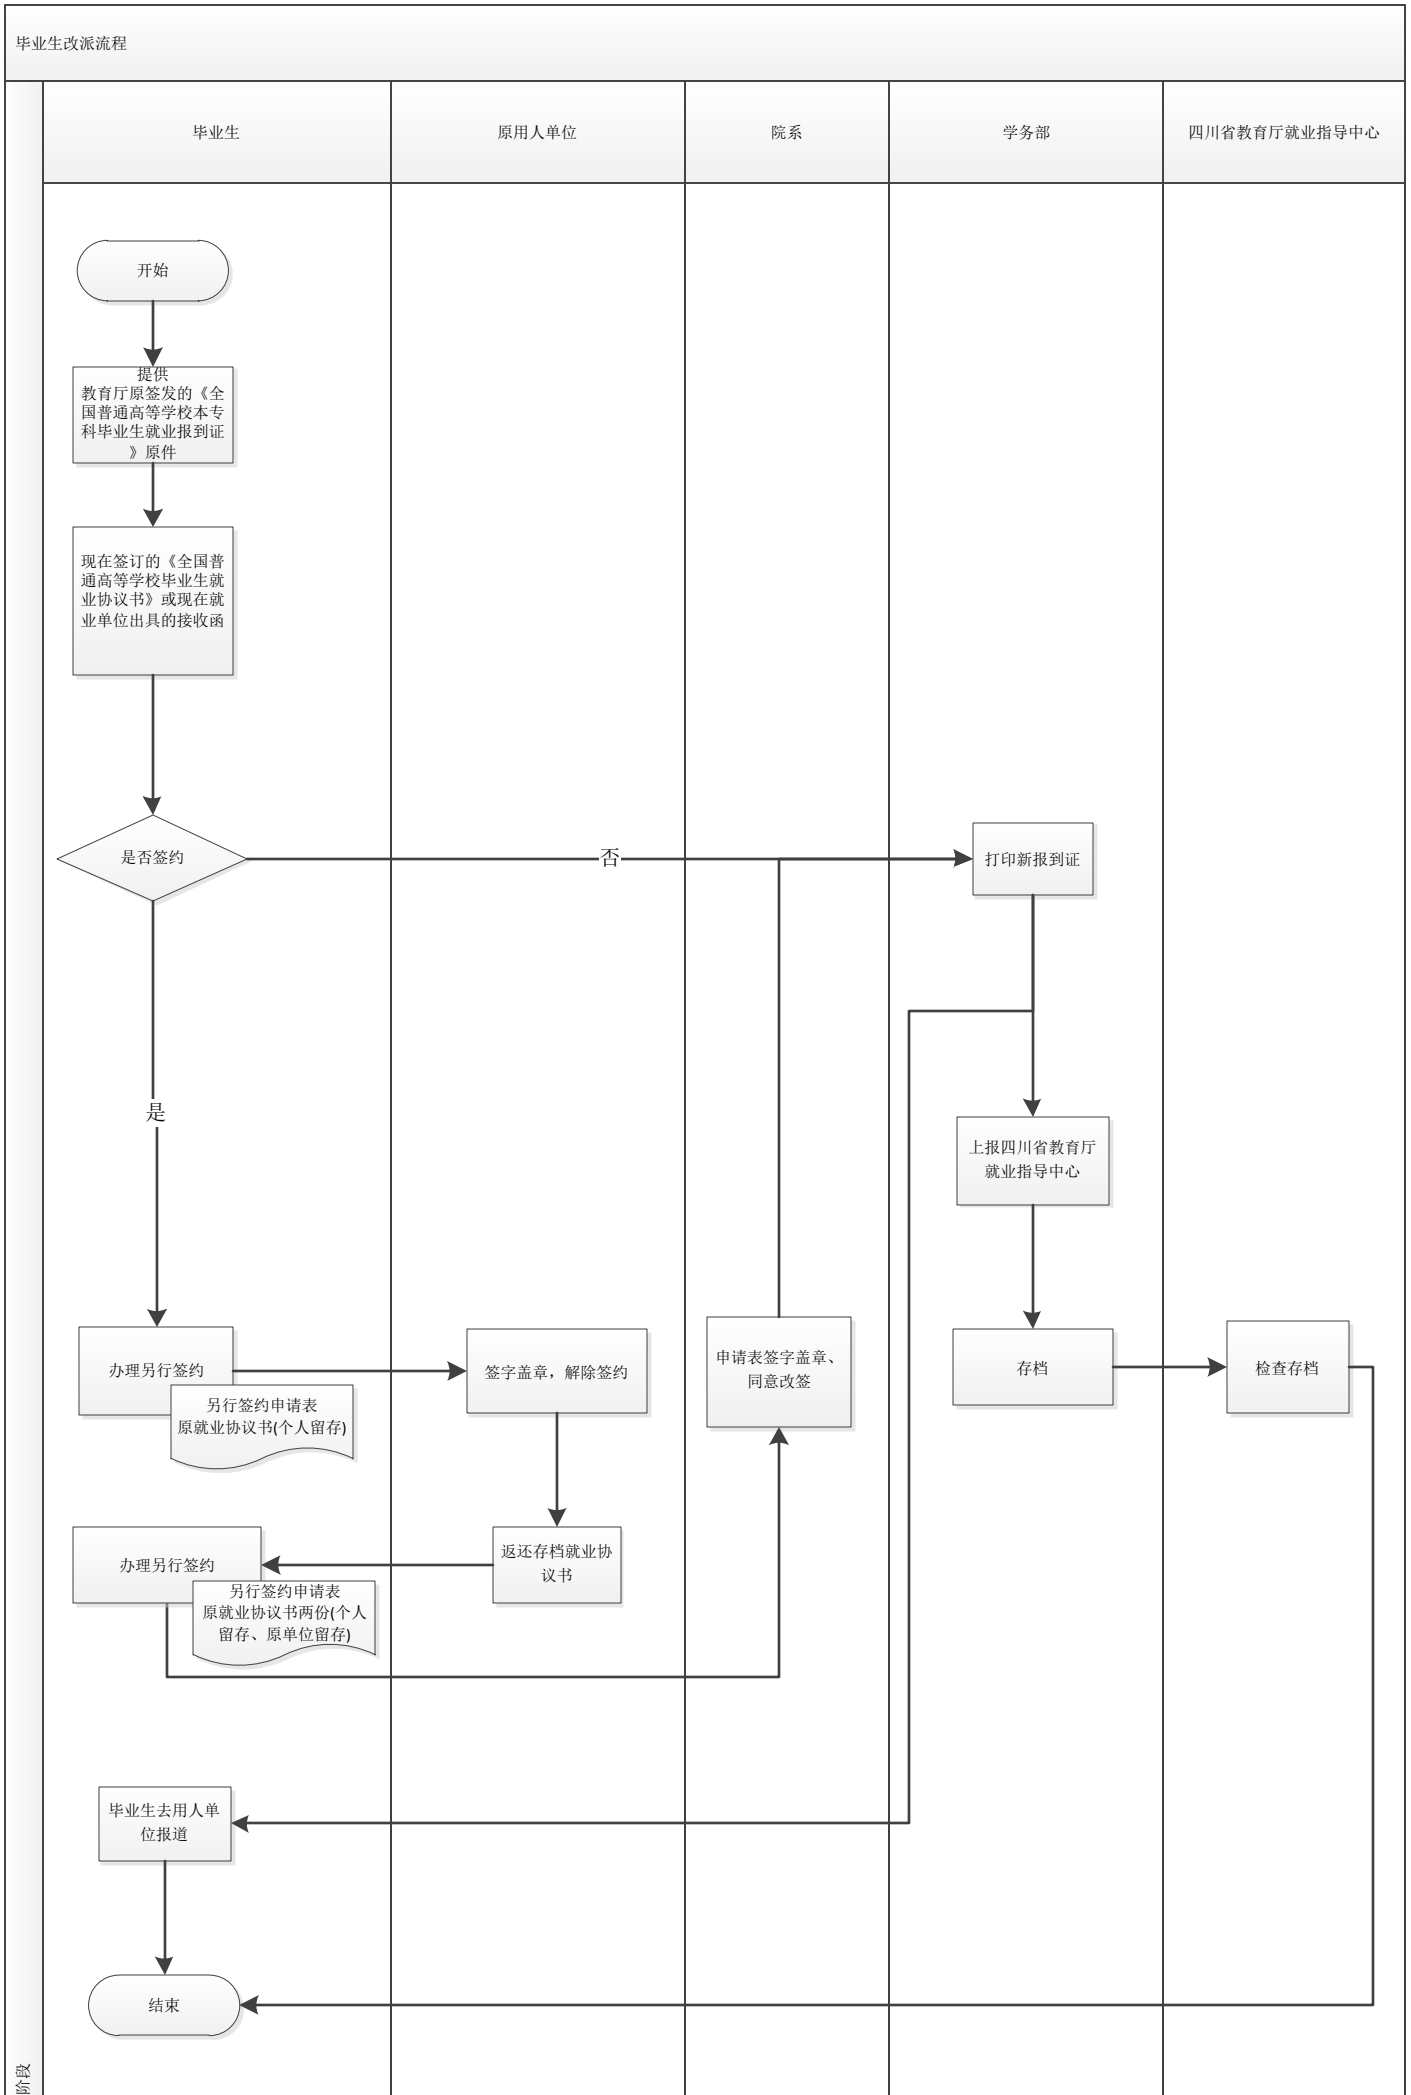 毕业生改派流程
毕业生
原用人单位
院系
学务部
四川省教育厅就业指导中心
开始
提供
教育厅原签发的《全
国普通高等学校本专
科毕业生就业报到证
》原件
现在签订的《全国普
通高等学校毕业生就
业协议书》或现在就
业单位出具的接收函
是否签约
否
打印新报到证
是
上报四川省教育厅
就业指导中心
办理另行签约
另行签约申请表
原就业协议书(个人留存)
签字盖章，解除签约
申请表签字盖章、
同意改签
存档
检查存档
返还存档就业协
议书
办理另行签约
另行签约申请表
原就业协议书两份(个人
留存、原单位留存)
毕业生去用人单
位报道
结束
阶段